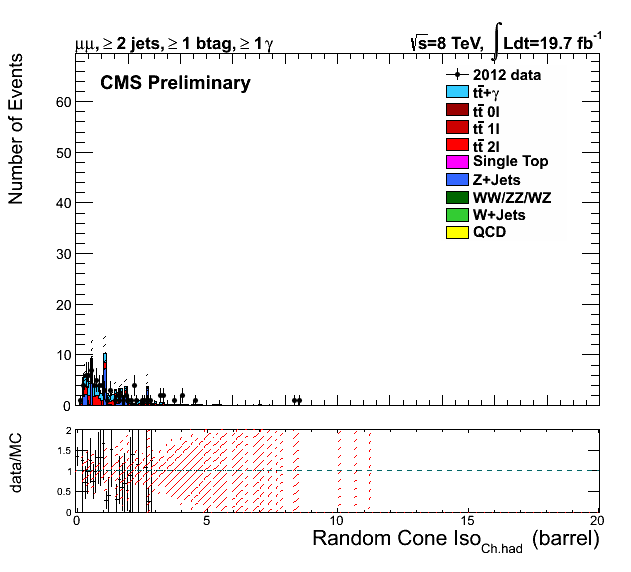 μμ, ≥ 2 jets, ≥ 1 btag, ≥ 1 γ
√s=8 TeV, ∫Ldt=19.7 fb⁻¹
CMS Preliminary
2012 data
tt̄+γ
tt̄ 0l
tt̄ 1l
tt̄ 2l
Single Top
Z+Jets
WW/ZZ/WZ
W+Jets
QCD
Number of Events
60
50
40
30
20
10
0
data/MC
2
1.5
1
0.5
0
0 5 10 15 20
Random Cone Iso_Ch.had (barrel)